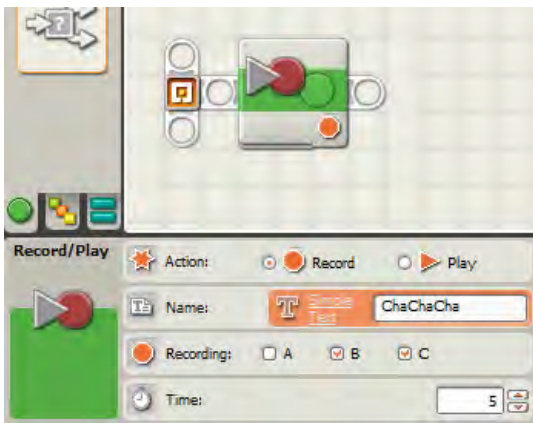 ?
Record/Play
Action: Record Play
Name: T Simple Text ChaChaCha
Recording: A B C
Time: 5